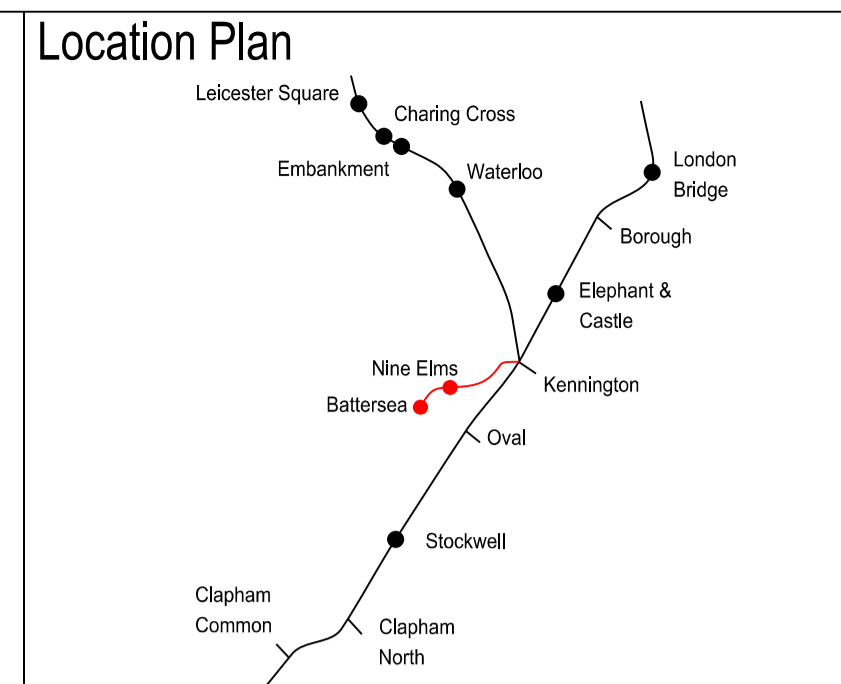 Location Plan
Leicester Square
Charing Cross
Embankment
Waterloo
London
Bridge
Borough
Elephant &
Castle
Nine Elms
Kennington
Battersea
Oval
Stockwell
Clapham
Common
Clapham
North